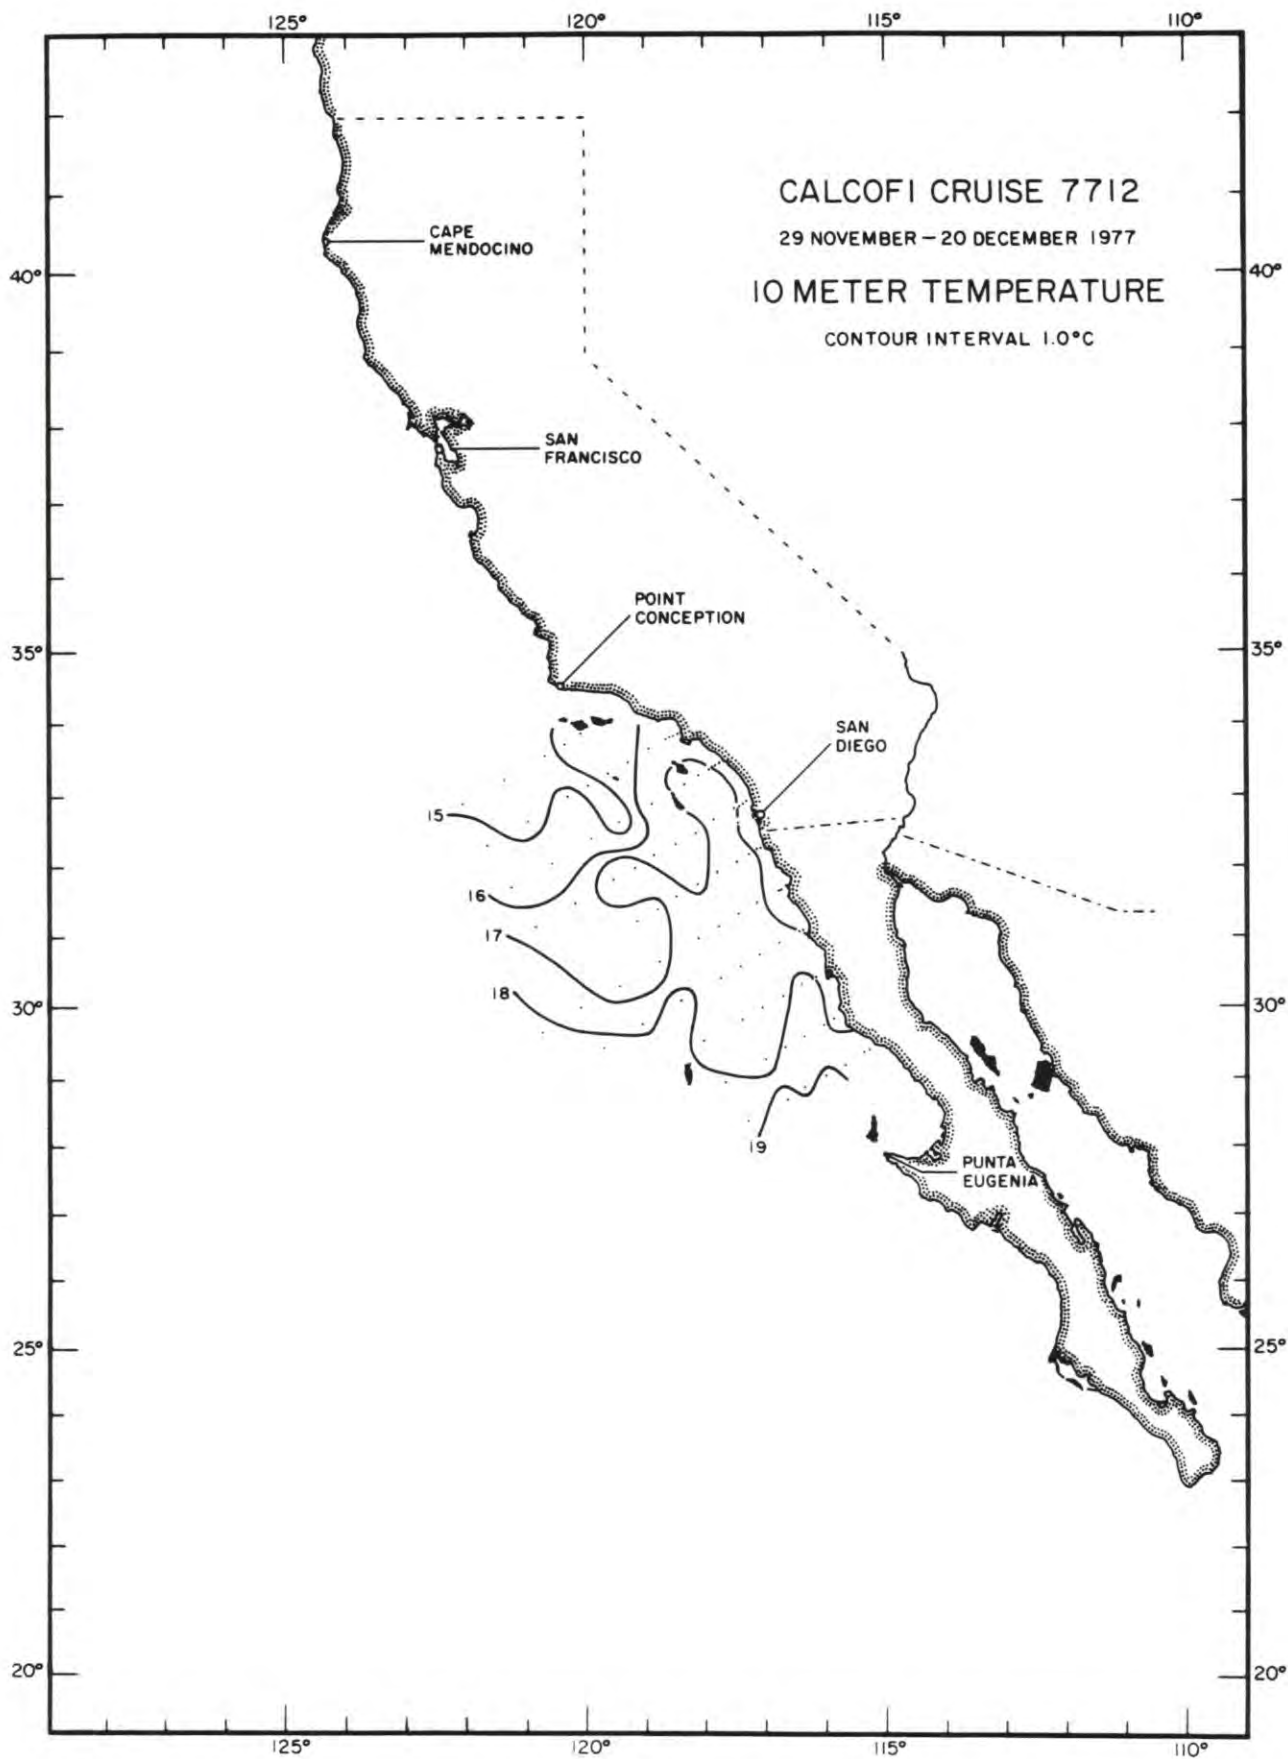 125°
120°
115°
110°
CALCOFI CRUISE 7712
29 NOVEMBER – 20 DECEMBER 1977
10 METER TEMPERATURE
CONTOUR INTERVAL 1.0°C
CAPE
MENDOCINO
40°
40°
SAN
FRANCISCO
POINT
CONCEPTION
35°
35°
SAN
DIEGO
15
16
17
18
30°
30°
19
PUNTA
EUGENIA
25°
25°
20°
20°
125°
120°
115°
110°